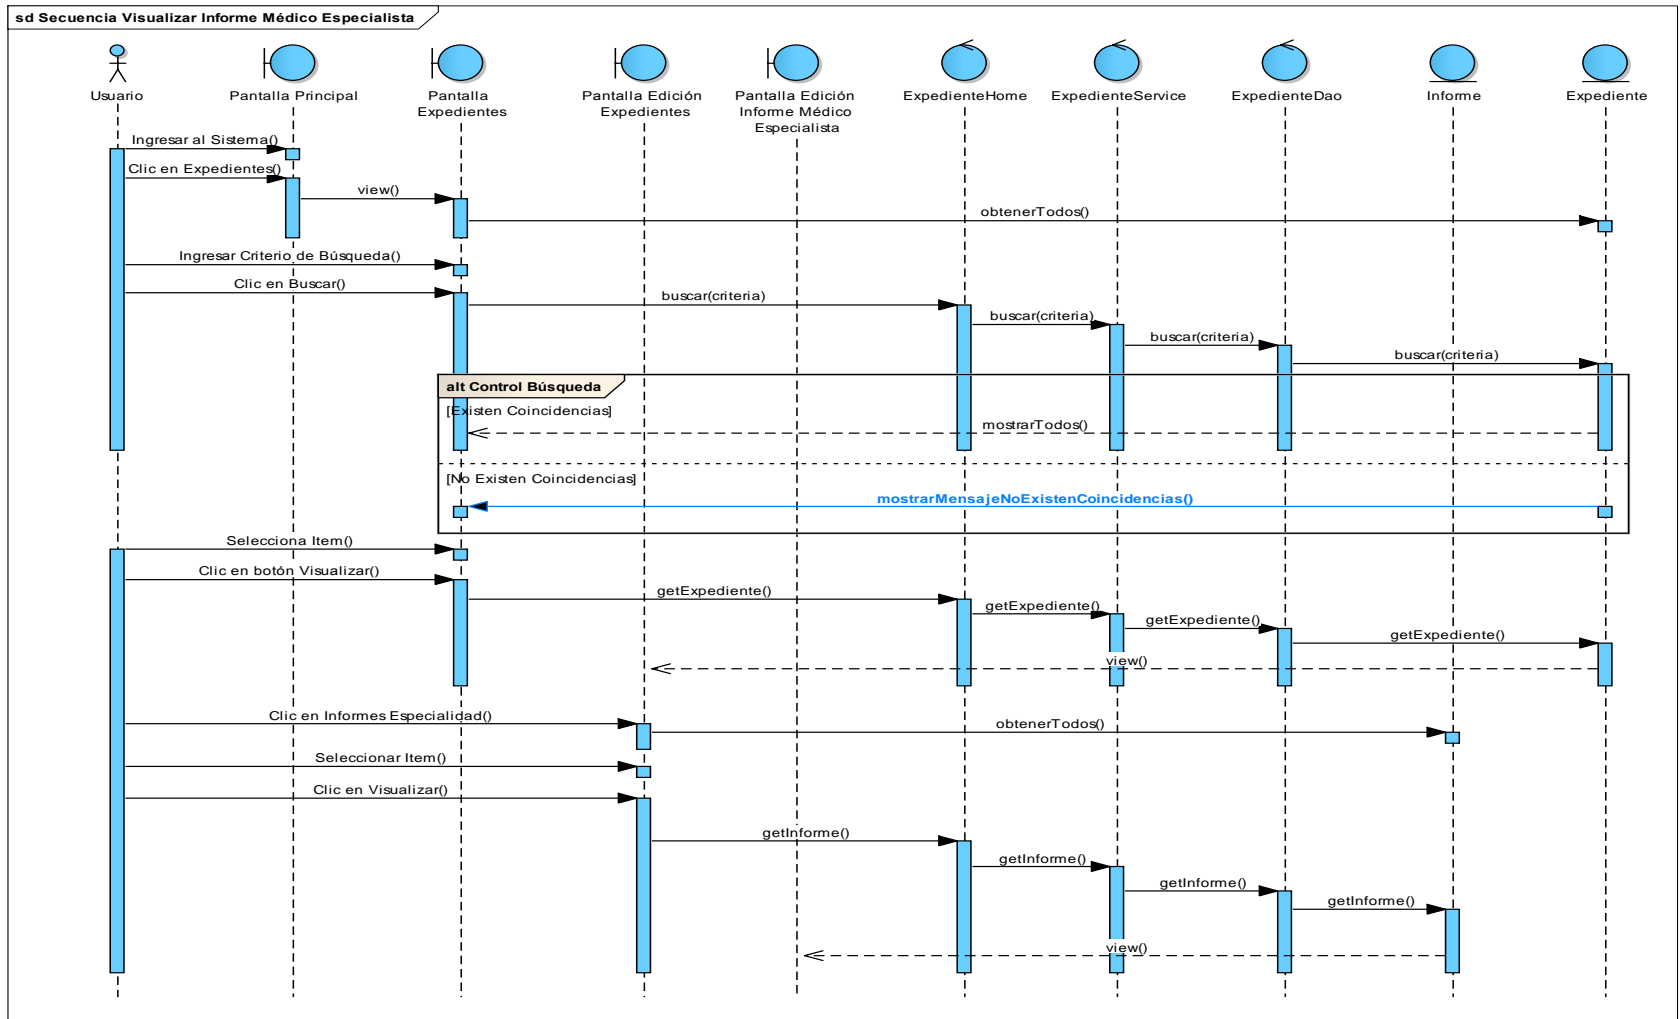 sd Secuencia Visualizar Informe Médico Especialista
Usuario
Pantalla Principal
Pantalla
Expedientes
Pantalla Edición
Expedientes
Pantalla Edición
Informe Médico
Especialista
ExpedienteHome
ExpedienteService
ExpedienteDao
Informe
Expediente
Ingresar al Sistema()
Clic en Expedientes()
view()
obtenerTodos()
Ingresar Criterio de Búsqueda()
Clic en Buscar()
buscar(criteria)
buscar(criteria)
buscar(criteria)
buscar(criteria)
alt Control Búsqueda
[Existen Coincidencias]
mostrarTodos()
[No Existen Coincidencias]
mostrarMensajeNoExistenCoincidencias()
Selecciona Item()
Clic en botón Visualizar()
getExpediente()
getExpediente()
getExpediente()
getExpediente()
view()
Clic en Informes Especialidad()
obtenerTodos()
Seleccionar Item()
Clic en Visualizar()
getInforme()
getInforme()
getInforme()
getInforme()
view()